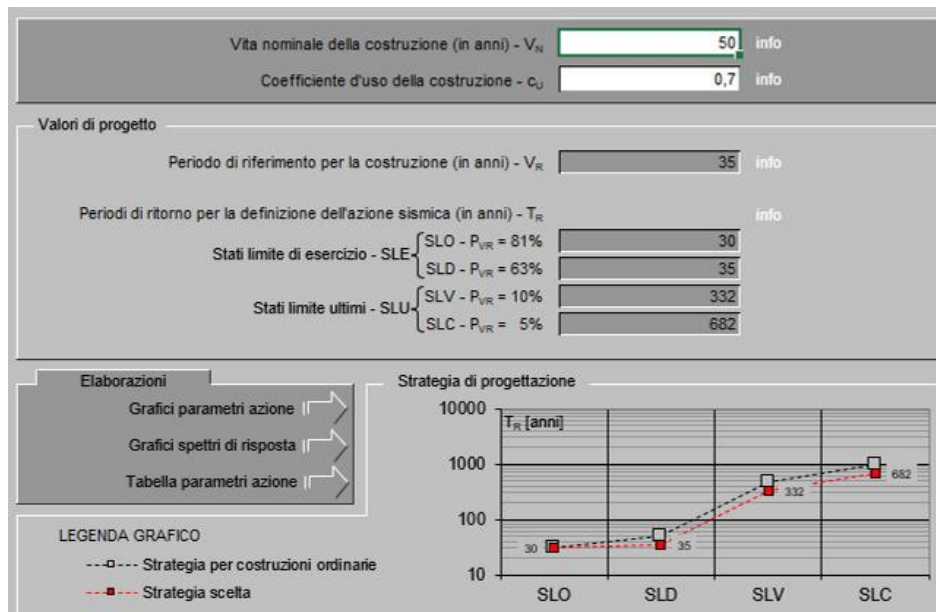 Vita nominale della costruzione (in anni) - VN 50 info
Coefficiente d'uso della costruzione - cU 0,7 info
Valori di progetto
Periodo di riferimento per la costruzione (in anni) - VR 35 info
Periodi di ritorno per la definizione dell'azione sismica (in anni) - TR info
Stati limite di esercizio - SLE
SLO - PVR = 81% 30
SLD - PVR = 63% 35
Stati limite ultimi - SLU
SLV - PVR = 10% 332
SLC - PVR = 5% 682
Elaborazioni
Grafici parametri azione
Grafici spettri di risposta
Tabella parametri azione
LEGENDA GRAFICO
Strategia per costruzioni ordinarie
Strategia scelta
Strategia di progettazione
TR [anni]
10000
1000
100
10
30
35
332
682
SLO SLD SLV SLC